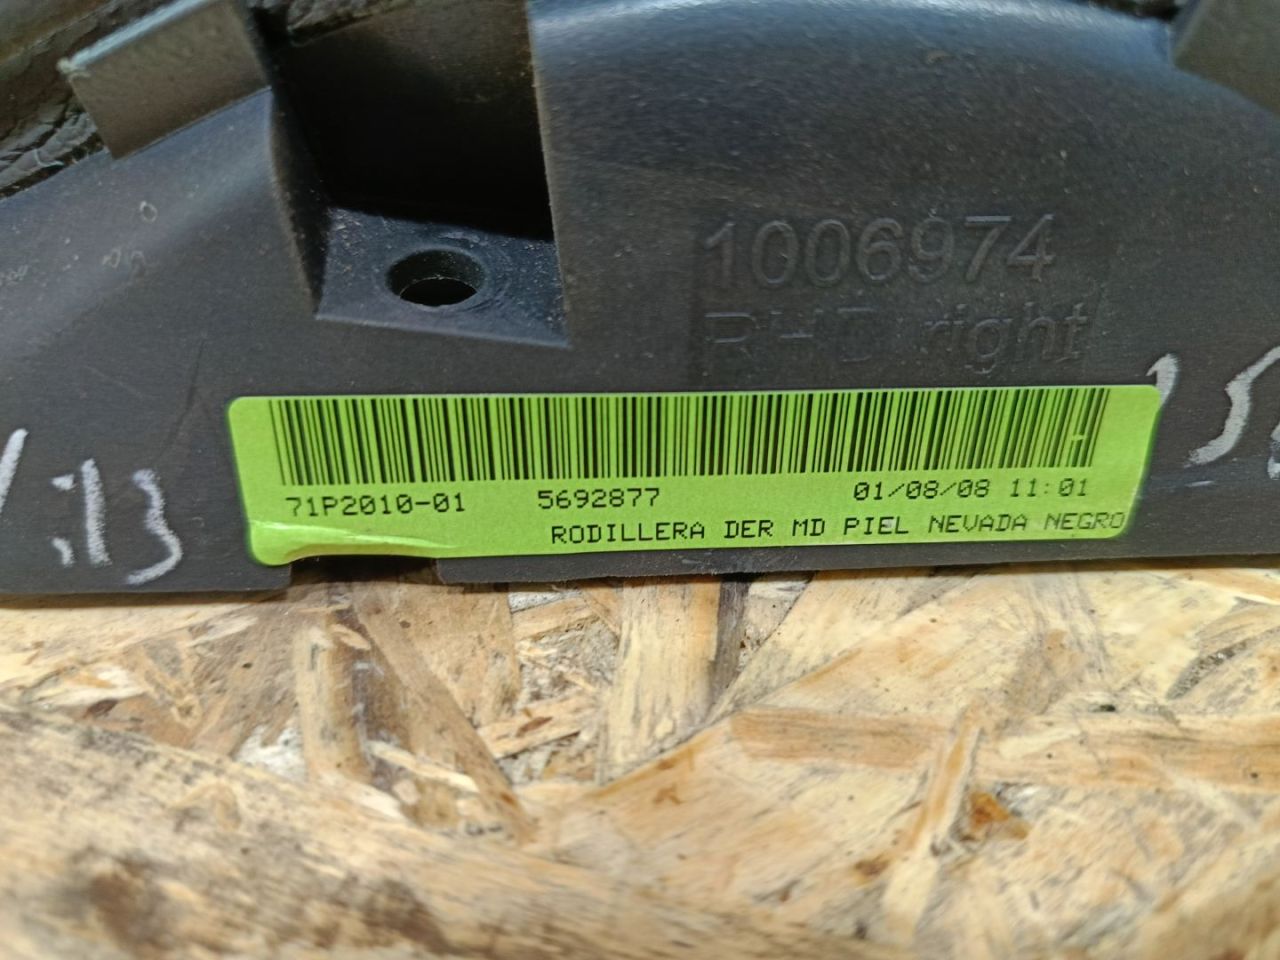 1006974
RHD right
71P2010-01 5692877 01/08/08 11:01
RODILLERA DER MD PIEL NEVADA NEGRO